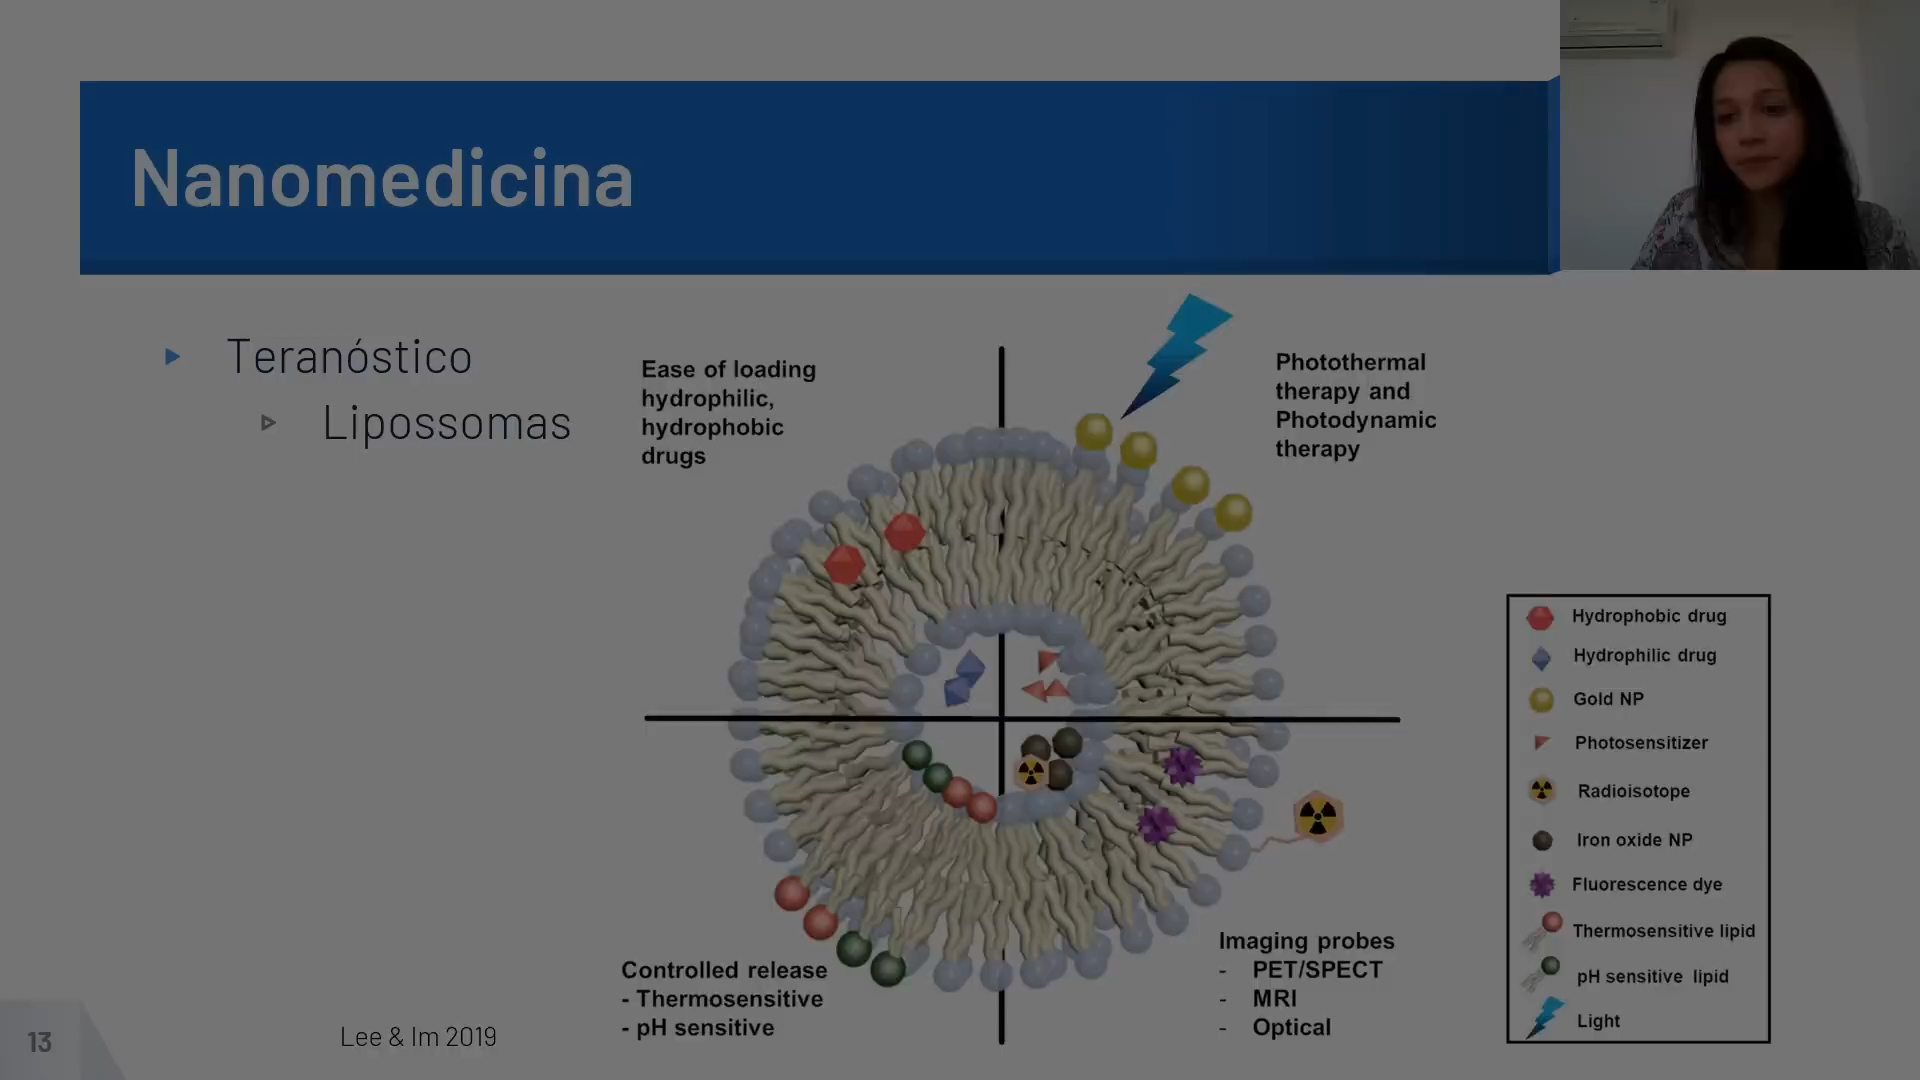 Nanomedicina
Teranóstico
Lipossomas
Ease of loading
hydrophilic,
hydrophobic
drugs
Photothermal
therapy and
Photodynamic
therapy
Hydrophobic drug
Hydrophilic drug
Gold NP
Photosensitizer
Radioisotope
Iron oxide NP
Fluorescence dye
Thermosensitive lipid
pH sensitive lipid
Light
Controlled release
- Thermosensitive
- pH sensitive
Imaging probes
- PET/SPECT
- MRI
- Optical
Lee & Im 2019
13